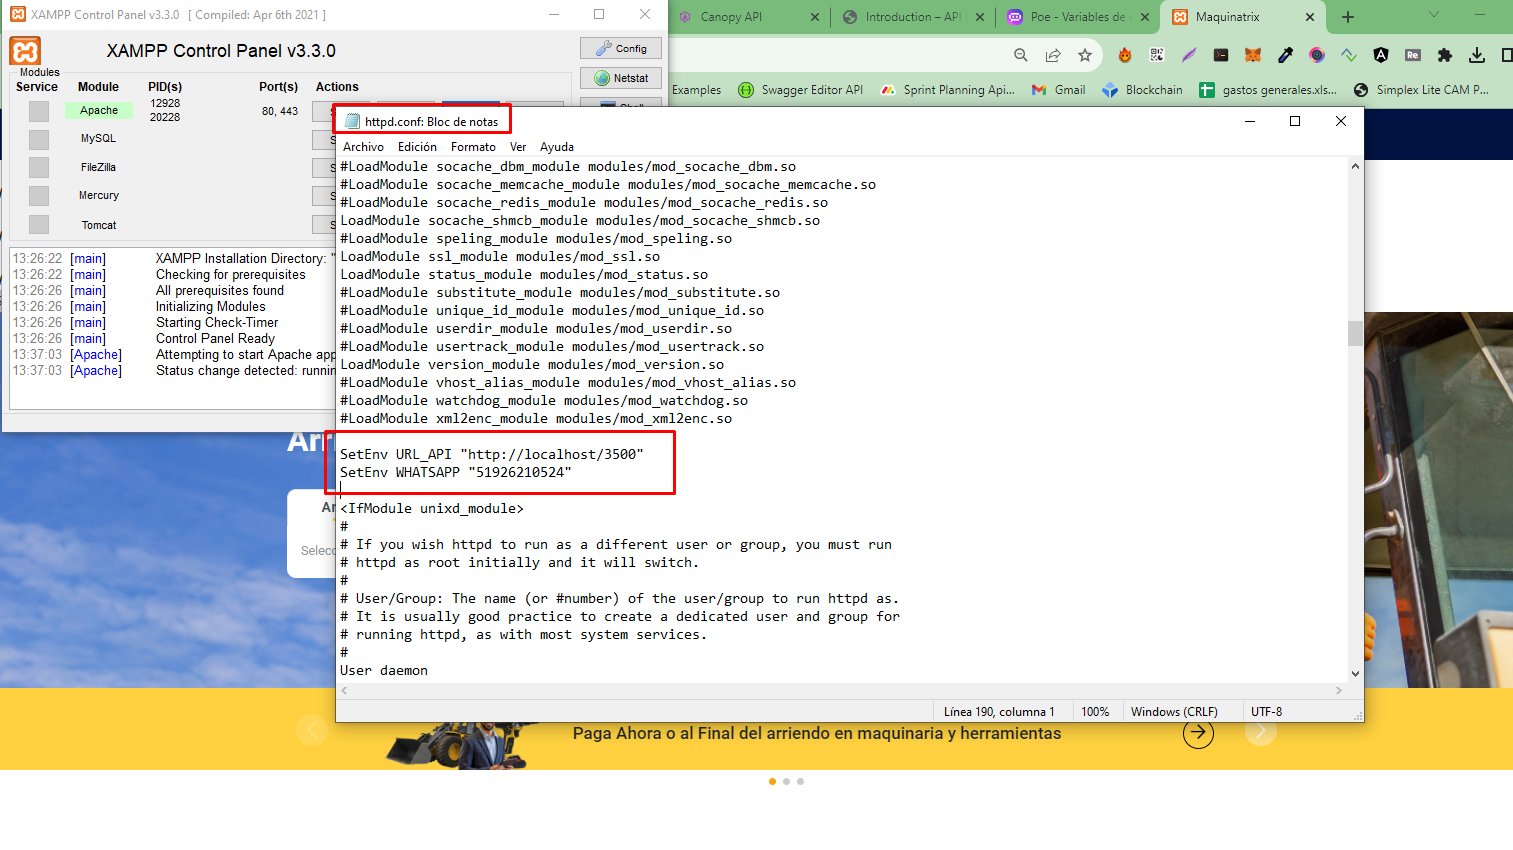 XAMPP Control Panel v3.3.0 [ Compiled: Apr 6th 2021 ]
Canopy API
Introduction – API
Poe - Variables de
Maquinatrix
XAMPP Control Panel v3.3.0
Config
Modules
Service Module PID(s) Port(s) Actions
Netstat
Apache 12928 80, 443
20228
MySQL
FileZilla
Mercury
Tomcat
Examples Swagger Editor API Sprint Planning Api... Gmail Blockchain gastos generales.xls... Simplex Lite CAM P...
13:26:22 [main] XAMPP Installation Directory: "
13:26:22 [main] Checking for prerequisites
13:26:26 [main] All prerequisites found
13:26:26 [main] Initializing Modules
13:26:26 [main] Starting Check-Timer
13:26:26 [main] Control Panel Ready
13:37:03 [Apache] Attempting to start Apache app
13:37:03 [Apache] Status change detected: runnin
httpd.conf: Bloc de notas
Archivo Edición Formato Ver Ayuda
#LoadModule socache_dbm_module modules/mod_socache_dbm.so
#LoadModule socache_memcache_module modules/mod_socache_memcache.so
#LoadModule socache_redis_module modules/mod_socache_redis.so
LoadModule socache_shmcb_module modules/mod_socache_shmcb.so
#LoadModule speling_module modules/mod_speling.so
LoadModule ssl_module modules/mod_ssl.so
LoadModule status_module modules/mod_status.so
#LoadModule substitute_module modules/mod_substitute.so
#LoadModule unique_id_module modules/mod_unique_id.so
#LoadModule userdir_module modules/mod_userdir.so
#LoadModule usertrack_module modules/mod_usertrack.so
LoadModule version_module modules/mod_version.so
#LoadModule vhost_alias_module modules/mod_vhost_alias.so
#LoadModule watchdog_module modules/mod_watchdog.so
#LoadModule xml2enc_module modules/mod_xml2enc.so
SetEnv URL_API "http://localhost/3500"
SetEnv WHATSAPP "51926210524"
<IfModule unixd_module>
#
# If you wish httpd to run as a different user or group, you must run
# httpd as root initially and it will switch.
#
# User/Group: The name (or #number) of the user/group to run httpd as.
# It is usually good practice to create a dedicated user and group for
# running httpd, as with most system services.
#
User daemon
Línea 190, columna 1 100% Windows (CRLF) UTF-8
Arr
Ar
Selecc
Paga Ahora o al Final del arriendo en maquinaria y herramientas